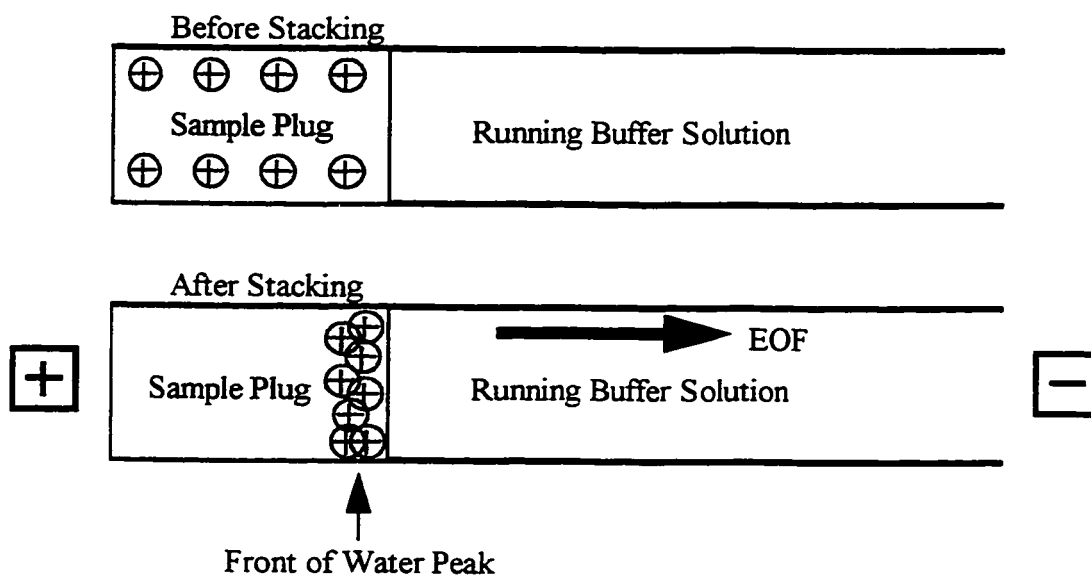 Before Stacking
Sample Plug
Running Buffer Solution
After Stacking
EOF
+
Sample Plug
Running Buffer Solution
−
Front of Water Peak